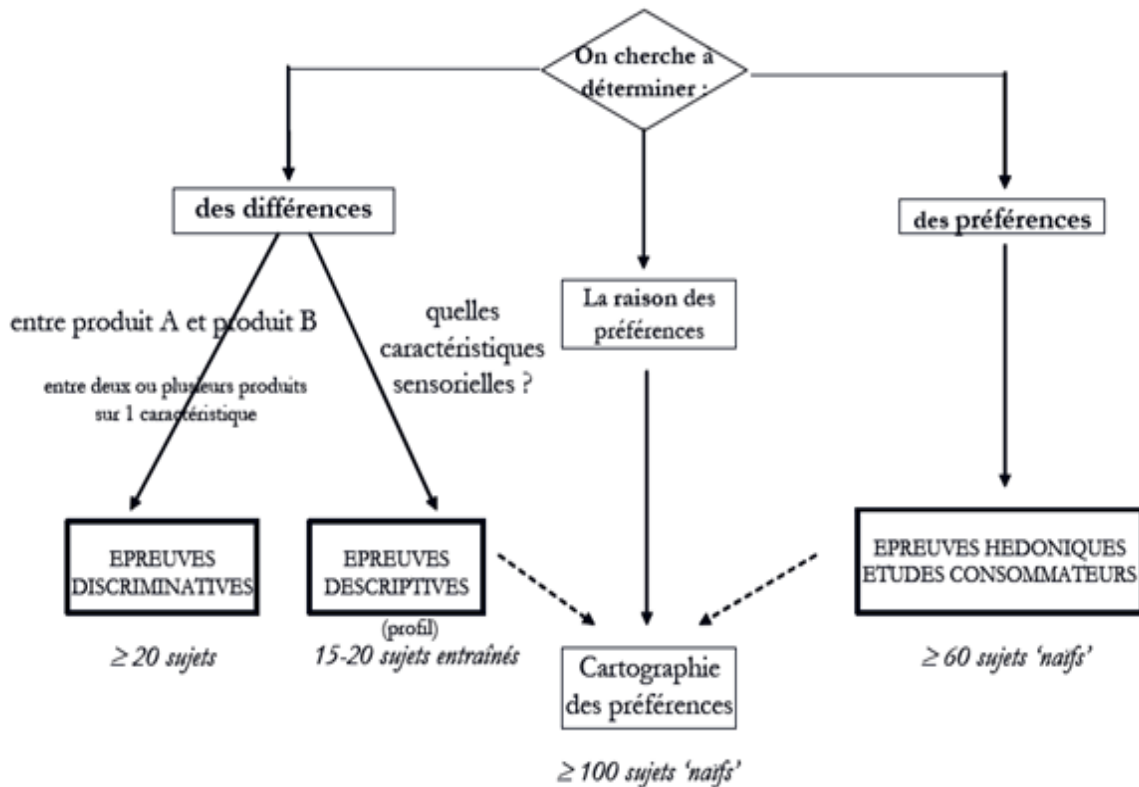 On cherche a
déterminer :
des différences
des préférences
La raison des
préférences
entre produit A et produit B
entre deux ou plusieurs produits
sur 1 caractéristique
quelles
caractéristiques
sensorielles ?
EPREUVES
DISCRIMINATIVES
≥ 20 sujets
EPREUVES
DESCRIPTIVES
(profil)
15-20 sujets entraînés
EPREUVES HEDONIQUES
ETUDES CONSOMMATEURS
≥ 60 sujets ‘naïfs’
Cartographie
des préférences
≥ 100 sujets ‘naïfs’